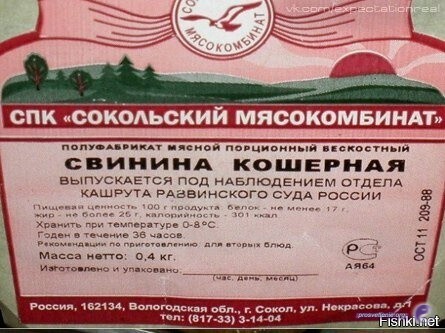 vk.com/expectationreal
СОКОЛЬСКИЙ
МЯСОКОМБИНАТ
СПК "СОКОЛЬСКИЙ МЯСОКОМБИНАТ"
ПОЛУФАБРИКАТ МЯСНОЙ ПОРЦИОННЫЙ БЕСКОСТНЫЙ
СВИНИНА КОШЕРНАЯ
ВЫПУСКАЕТСЯ ПОД НАБЛЮДЕНИЕМ ОТДЕЛА
КАШРУТА РАВВИНСКОГО СУДА РОССИИ
Пищевая ценность 100 г продукта: белок - не менее 17 г,
жир - не более 25 г, калорийность - 301 ккал
Хранить при температуре 0-8°С.
Годен в течение 36 часов.
Рекомендации по приготовлению: для вторых блюд.
Масса нетто: 0,4 кг.
Изготовлено и упаковано:
(час, день, месяц)
РС
АЯ64
ОСТ 11 209-88
Россия, 162134, Вологодская обл., г. Сокол, ул. Некрасова, д.1
тел.: (817-33) 3-14-04
Fishki.net